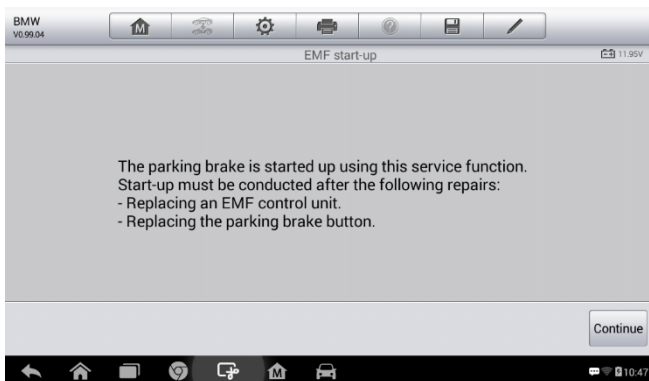 BMW
V0.99.04
M
EMF start-up
11.95V
The parking brake is started up using this service function.
Start-up must be conducted after the following repairs:
- Replacing an EMF control unit.
- Replacing the parking brake button.
Continue
M
10:47